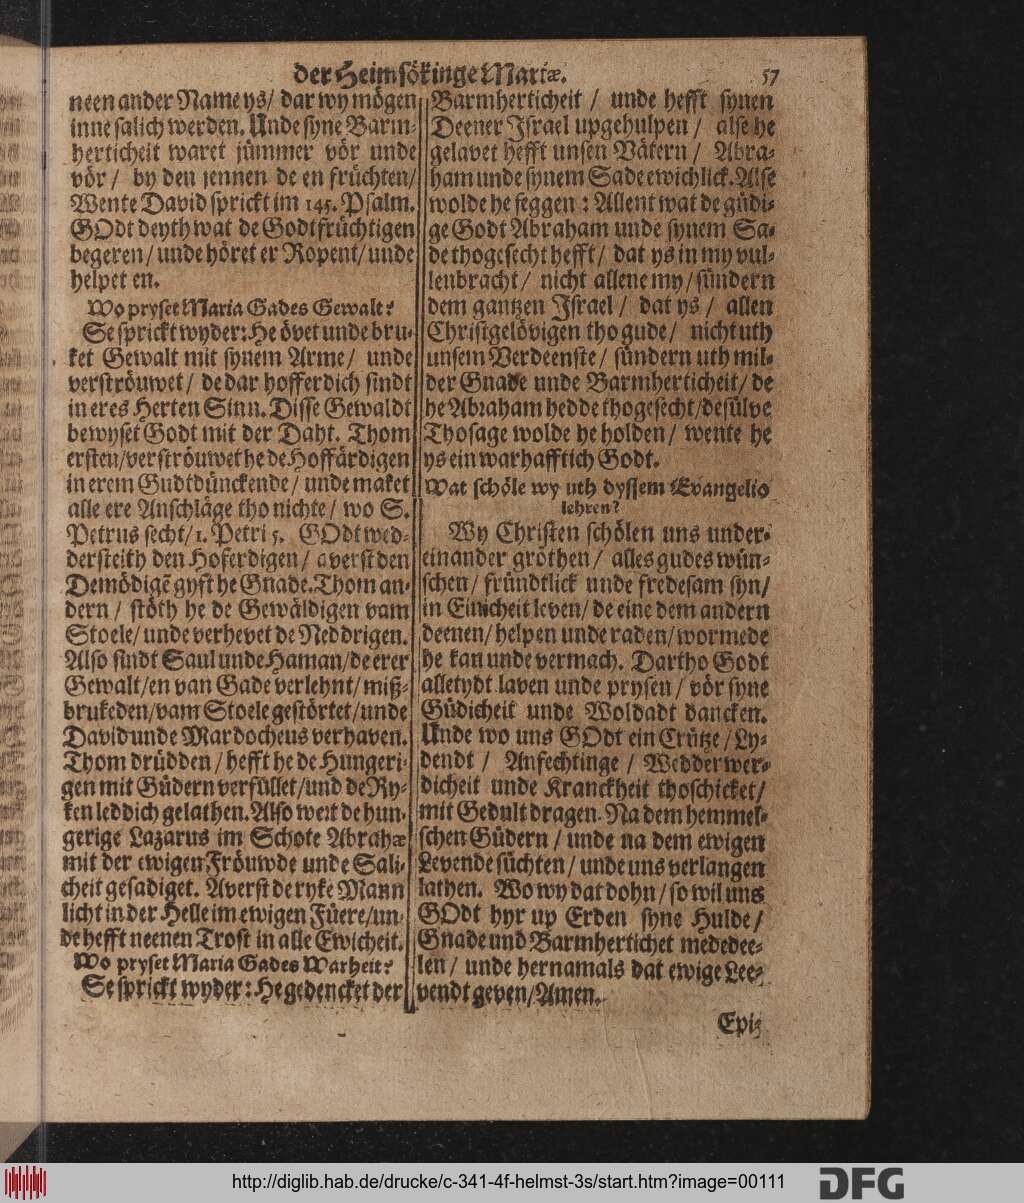 der Heimsökinge Mariæ. 57
neen ander Name ys/ dar wy mögen
inne salich werden. Unde syne Barm-
herticheit waret jümmer vör unde
vör/ by den jennen de en früchten/
Wente David sprickt im 145. Psalm.
GOdt deyth wat de Godtfrüchtigen
begeren/ unde höret er Ropent/ unde
helpet en.
Wo pryset Maria Gades Gewalt?
Se sprickt wyder: He övet unde bru-
ket Gewalt mit synem Arme/ unde
verströuwet/ de dar hofferdich sindt
in eres Herten Sinn. Disse Gewaldt
bewyset Godt mit der Daht. Thom
ersten/ verströuwet he de Hoffärdigen
in erem Gudtdünckende/ unde maket
alle ere Anschläge tho nichte/ wo S.
Petrus secht/ 1. Petri 5. GOdt wed-
dersteith den Hoferdigen/ averst den
Demödigẽ gyft he Gnade. Thom an-
dern/ stöth he de Gewäldigen vam
Stoele/ unde verhevet de Neddrigen.
Also sindt Saul unde Haman/ de erer
Gewalt/ en van Gade verlehnt/ miß-
brukeden/ vam Stoele gestörtet/ unde
David unde Mardocheus verhaven.
Thom drüdden/ hefft he de Hungeri-
gen mit Güdern verfüllet/ und de Ry-
ken leddich gelathen. Also wert de hun-
gerige Lazarus im Schote Abrahæ
mit der ewigen Fröuwde unde Sali-
cheit gesadiget. Averst de ryke Mann
licht in der Helle im ewigen Füere/ un-
de hefft neenen Trost in alle Ewicheit.
Wo pryset Maria Gades Warheit?
Se sprickt wyder: He gedencket der
Barmherticheit/ unde hefft synen
Deener Israel upgehulpen/ alse he
gelavet hefft unsen Vätern/ Abra-
ham unde synem Sade ewichlick. Alse
wolde he seggen: Allent wat de güdi-
ge Godt Abraham unde synem Sa-
de thogesecht hefft/ dat ys in my vul-
lenbracht/ nicht allene my/ sündern
dem gantzen Israel/ dat ys/ allen
Christgelövigen tho gude/ nicht uth
unsem Verdeenste/ sündern uth mil-
der Gnade unde Barmherticheit/ de
he Abraham hedde thogesecht/ desülve
Thosage wolde he holden/ wente he
ys ein warhafftich Godt.
Wat schöle wy uth dyssem Evangelio
lehren?
Wy Christen schölen uns under-
einander gröthen/ alles gudes wün-
schen/ fründtlick unde fredesam syn/
in Einicheit leven/ de eine dem andern
deenen/ helpen unde raden/ wormede
he kan unde vermach. Dartho Godt
alletydt laven unde prysen/ vör syne
Güdicheit unde Woldadt dancken.
Unde wo uns GOdt ein Crütze/ Ly-
dendt/ Anfechtinge/ Wedderwer-
dicheit unde Kranckheit thoschicket/
mit Gedult dragen. Na dem hemmel-
schen Güdern/ unde na dem ewigen
Levende süchten/ unde uns verlangen
lathen. Wo wy dat dohn/ so wil uns
GOdt hyr up Erden syne Hulde/
Gnade und Barmhertichet mededee-
len/ unde hernamals dat ewige Lee-
vendt geven/ Amen.
Epi-
http://diglib.hab.de/drucke/c-341-4f-helmst-3s/start.htm?image=00111
DFG